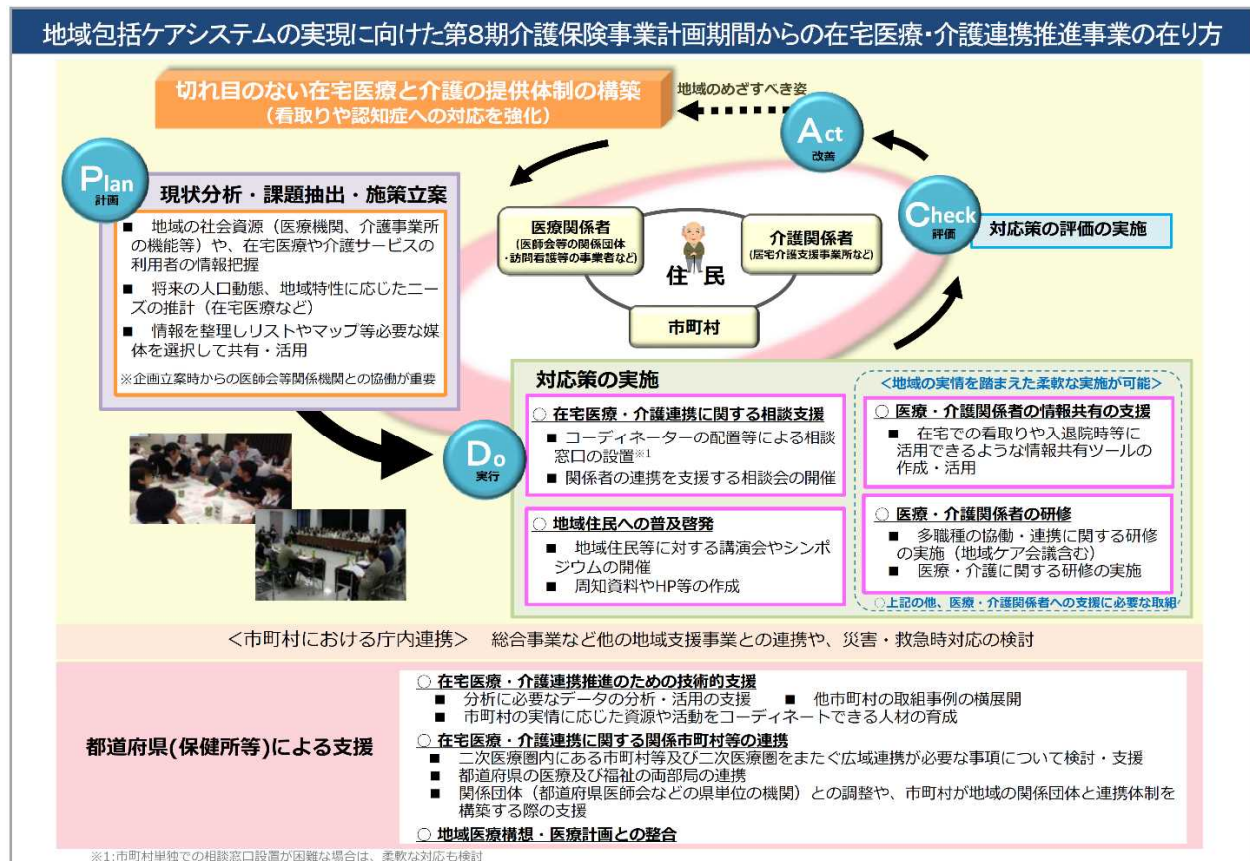 地域包括ケアシステムの実現に向けた第8期介護保険事業計画期間からの在宅医療・介護連携推進事業の在り方
切れ目のない在宅医療と介護の提供体制の構築
（看取りや認知症への対応を強化）
地域のめざすべき姿
Act
改善
Plan
計画
現状分析・課題抽出・施策立案
■ 地域の社会資源（医療機関、介護事業所
の機能等）や、在宅医療や介護サービスの
利用者の情報把握
■ 将来の人口動態、地域特性に応じたニー
ズの推計（在宅医療など）
■ 情報を整理しリストやマップ等必要な媒
体を選択して共有・活用
※企画立案時からの医師会等関係機関との協働が重要
医療関係者
(医師会等の関係団体
・訪問看護等の事業者など)
介護関係者
(居宅介護支援事業所など)
住民
市町村
Check
評価
対応策の評価の実施
Do
実行
対応策の実施
○ 在宅医療・介護連携に関する相談支援
■ コーディネーターの配置等による相談
窓口の設置※1
■ 関係者の連携を支援する相談会の開催
○ 地域住民への普及啓発
■ 地域住民等に対する講演会やシンポ
ジウムの開催
■ 周知資料やHP等の作成
＜地域の実情を踏まえた柔軟な実施が可能＞
○ 医療・介護関係者の情報共有の支援
■ 在宅での看取りや入退院時等に
活用できるような情報共有ツールの
作成・活用
○ 医療・介護関係者の研修
■ 多職種の協働・連携に関する研修
の実施（地域ケア会議含む）
■ 医療・介護に関する研修の実施
○上記の他、医療・介護関係者への支援に必要な取組
＜市町村における庁内連携＞ 総合事業など他の地域支援事業との連携や、災害・救急時対応の検討
都道府県(保健所等)による支援
○ 在宅医療・介護連携推進のための技術的支援
■ 分析に必要なデータの分析・活用の支援 ■ 他市町村の取組事例の横展開
■ 市町村の実情に応じた資源や活動をコーディネートできる人材の育成
○ 在宅医療・介護連携に関する関係市町村等の連携
■ 二次医療圏内にある市町村等及び二次医療圏をまたぐ広域連携が必要な事項について検討・支援
■ 都道府県の医療及び福祉の両部局の連携
■ 関係団体（都道府県医師会などの県単位の機関）との調整や、市町村が地域の関係団体と連携体制を
構築する際の支援
○ 地域医療構想・医療計画との整合
※1:市町村単独での相談窓口設置が困難な場合は、柔軟な対応も検討